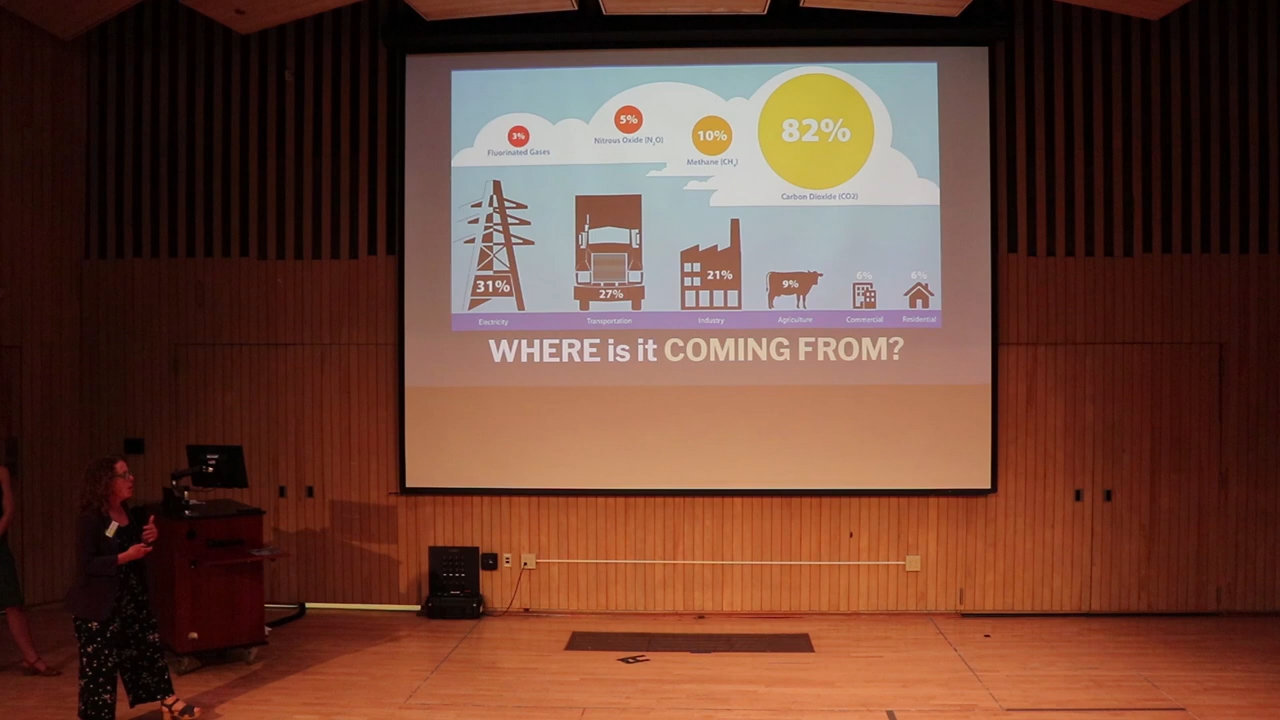 82%
5%
3%
10%
Nitrous Oxide (N₂O)
Fluorinated Gases
Methane (CH₄)
Carbon Dioxide (CO2)
31%
27%
21%
9%
6%
6%
Electricity
Transportation
Industry
Agriculture
Commercial
Residential
WHERE is it COMING FROM?